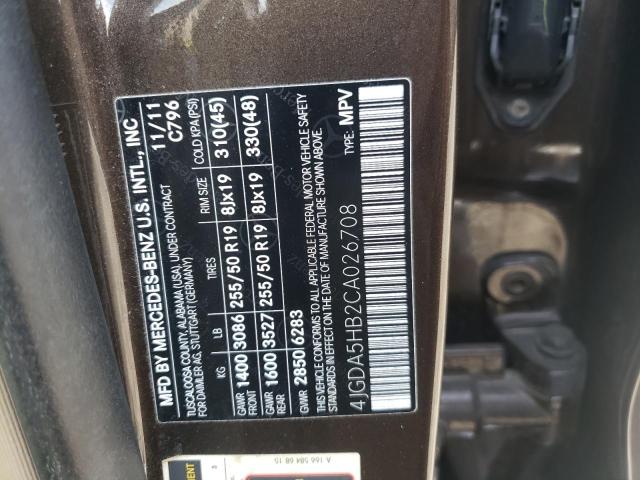 MFD BY MERCEDES-BENZ U.S. INTL., INC 11/11
TUSCALOOSA COUNTY, ALABAMA (USA), UNDER CONTRACT C796
FOR DAIMLER AG, STUTTGART (GERMANY)
KG LB TIRES RIM SIZE COLD KPA (PSI)
GAWR 1400 3086 255/50 R19 8Jx19 310(45)
FRONT
GAWR 1600 3527 255/50 R19 8Jx19 330(48)
REAR
GVWR 2850 6283
THIS VEHICLE CONFORMS TO ALL APPLICABLE FEDERAL MOTOR VEHICLE SAFETY
STANDARDS IN EFFECT ON THE DATE OF MANUFACTURE SHOWN ABOVE.
4JGDA5HB2CA026708 TYPE: MPV
A 166 584 68 15